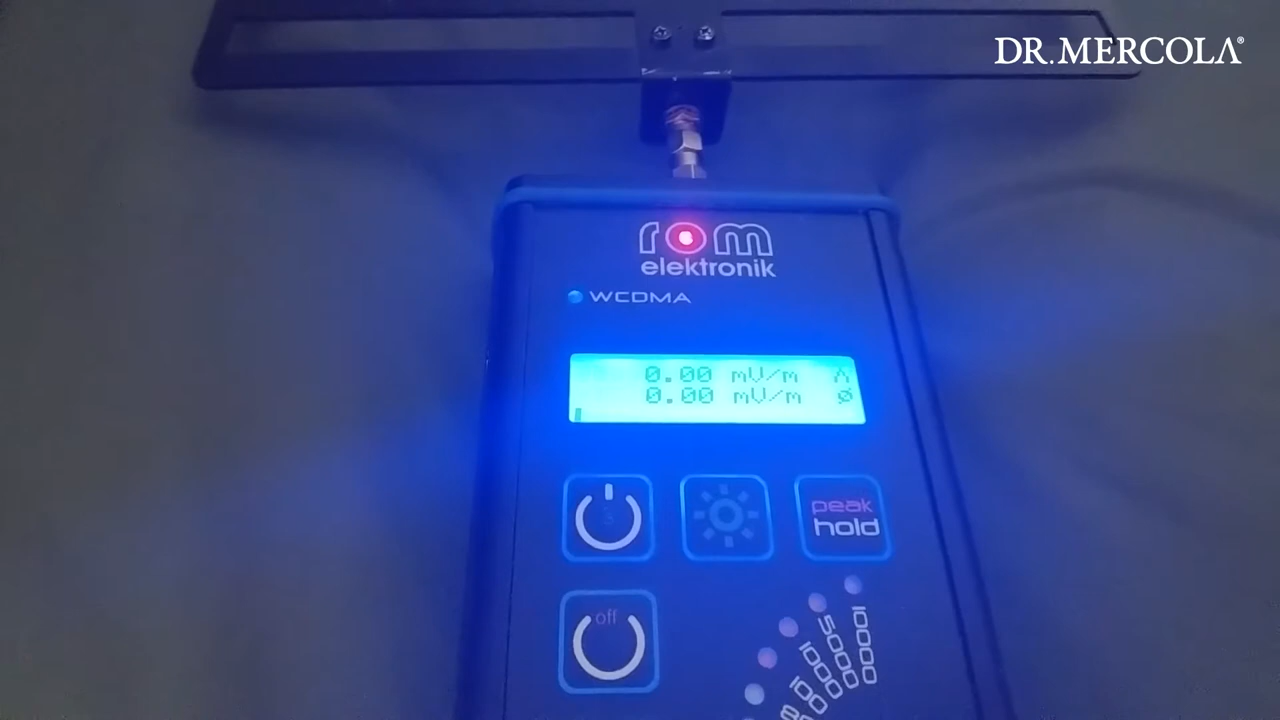 DR.MERCOLA®
rom
elektronik
WCDMA
0.00 mV/m
0.00 mV/m ø
peak
hold
off
1000
5000
10000